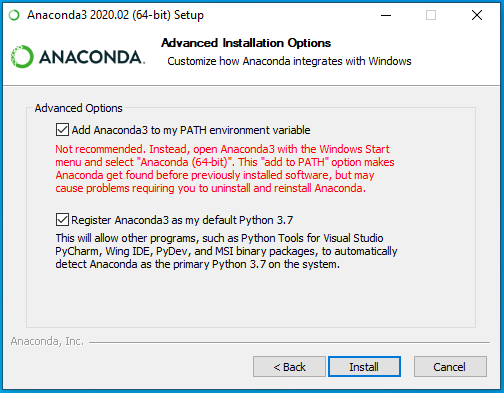 Anaconda3 2020.02 (64-bit) Setup
Advanced Installation Options
Customize how Anaconda integrates with Windows
ANACONDA.
Advanced Options
Add Anaconda3 to my PATH environment variable
Not recommended. Instead, open Anaconda3 with the Windows Start
menu and select "Anaconda (64-bit)". This "add to PATH" option makes
Anaconda get found before previously installed software, but may
cause problems requiring you to uninstall and reinstall Anaconda.
Register Anaconda3 as my default Python 3.7
This will allow other programs, such as Python Tools for Visual Studio
PyCharm, Wing IDE, PyDev, and MSI binary packages, to automatically
detect Anaconda as the primary Python 3.7 on the system.
Anaconda, Inc.
< Back Install Cancel